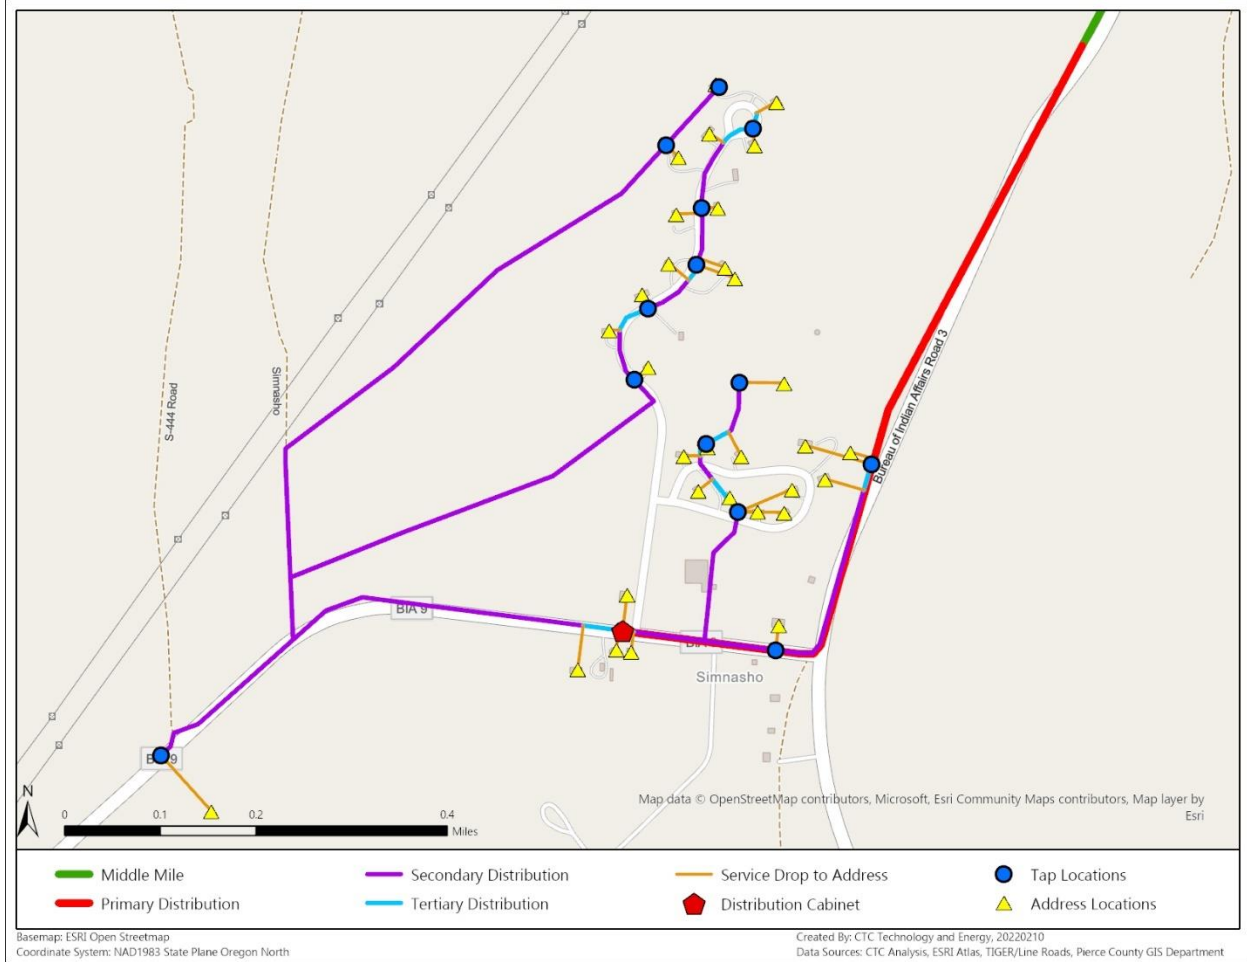 Bureau of Indian Affairs Road 3
S-444 Road
Simnasho
BIA 9
Simnasho
N
0 0.1 0.2 0.4
Miles
Map data © OpenStreetMap contributors, Microsoft, Esri Community Maps contributors, Map layer by
Esri
Middle Mile Secondary Distribution Service Drop to Address Tap Locations
Primary Distribution Tertiary Distribution Distribution Cabinet Address Locations
Basemap: ESRI Open Streetmap Created By: CTC Technology and Energy, 20220210
Coordinate System: NAD1983 State Plane Oregon North Data Sources: CTC Analysis, ESRI Atlas, TIGER/Line Roads, Pierce County GIS Department